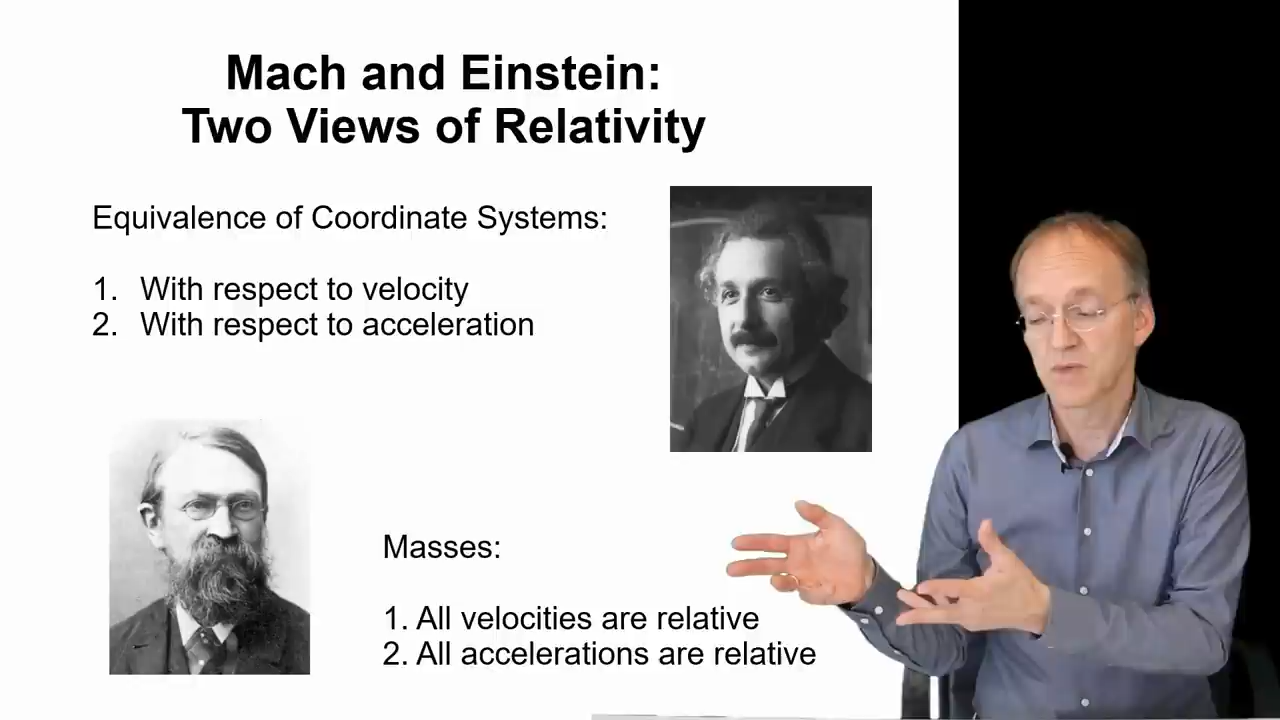 Mach and Einstein:
Two Views of Relativity
Equivalence of Coordinate Systems:
1. With respect to velocity
2. With respect to acceleration
Masses:
1. All velocities are relative
2. All accelerations are relative